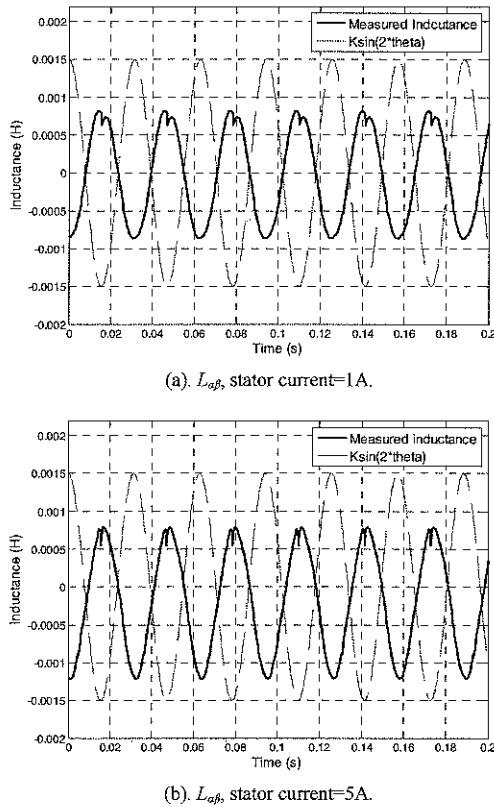 0.002
0.0015
0.001
0.0005
0
-0.0005
-0.001
-0.0015
-0.002
Inductance (H)
Measured Indcutance
Ksin(2*theta)
0 0.02 0.04 0.06 0.08 0.1 0.12 0.14 0.16 0.18 0.2
Time (s)
(a). Lαβ, stator current=1A.
0.002
0.0015
0.001
0.0005
0
-0.0005
-0.001
-0.0015
-0.002
Inductance (H)
Measured inductance
Ksin(2*theta)
0 0.02 0.04 0.06 0.08 0.1 0.12 0.14 0.16 0.18 0.2
Time (s)
(b). Lαβ, stator current=5A.